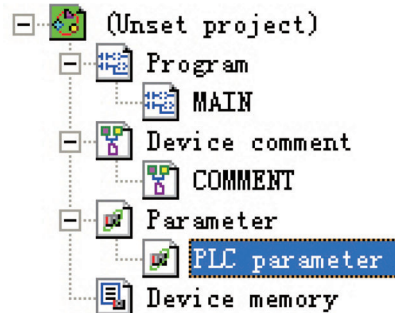 (Unset project)
Program
MAIN
Device comment
COMMENT
Parameter
PLC parameter
Device memory